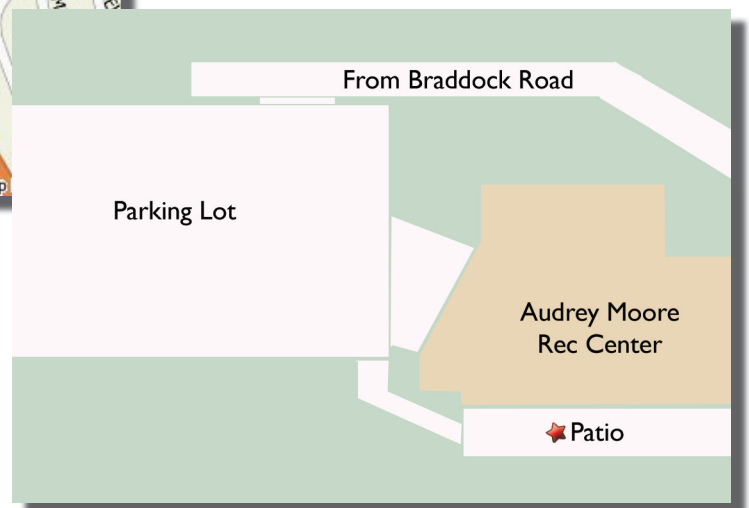 From Braddock Road
Parking Lot
Audrey Moore
Rec Center
Patio